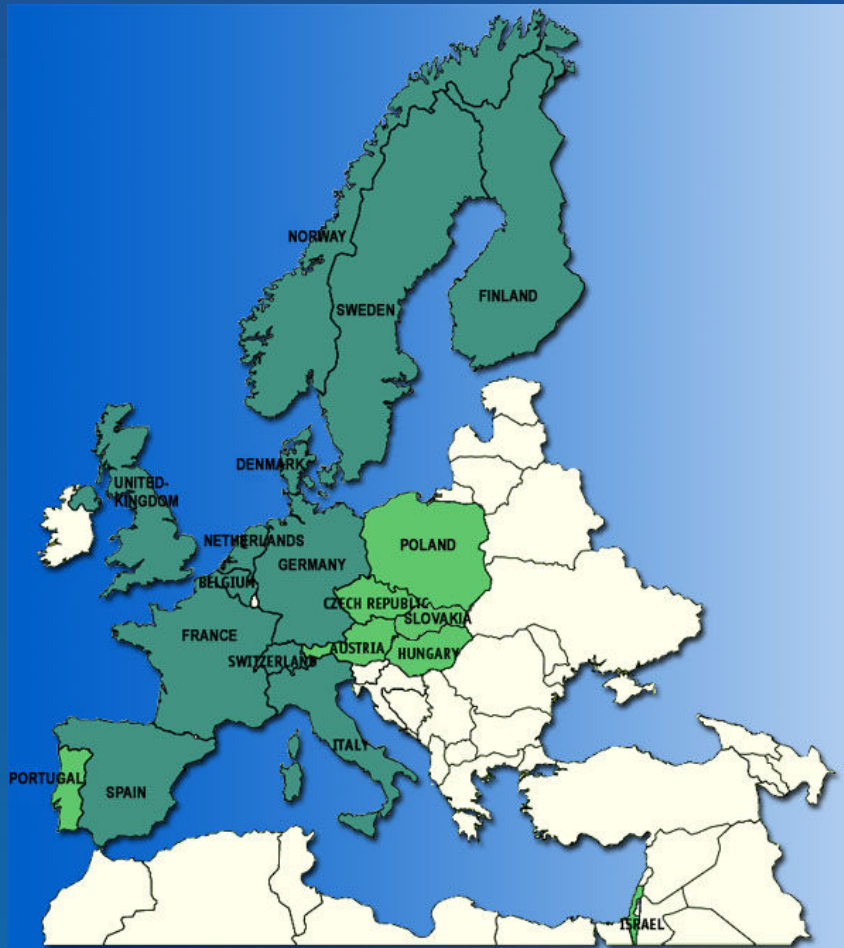 NORWAY
FINLAND
SWEDEN
DENMARK
UNITED-
KINGDOM
NETHERLANDS
POLAND
GERMANY
BELGIUM
CZECH REPUBLIC
SLOVAKIA
FRANCE
AUSTRIA
HUNGARY
SWITZERLAND
ITALY
PORTUGAL
SPAIN
ISRAEL